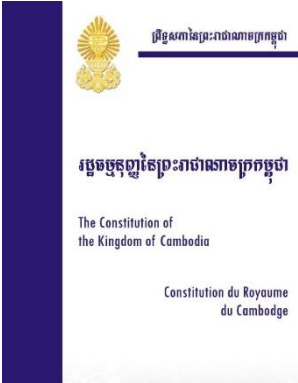 ព្រឹទ្ធសភានៃព្រះរាជាណាចក្រកម្ពុជា
រដ្ឋធម្មនុញ្ញនៃព្រះរាជាណាចក្រកម្ពុជា
The Constitution of
the Kingdom of Cambodia
Constitution du Royaume
du Cambodge